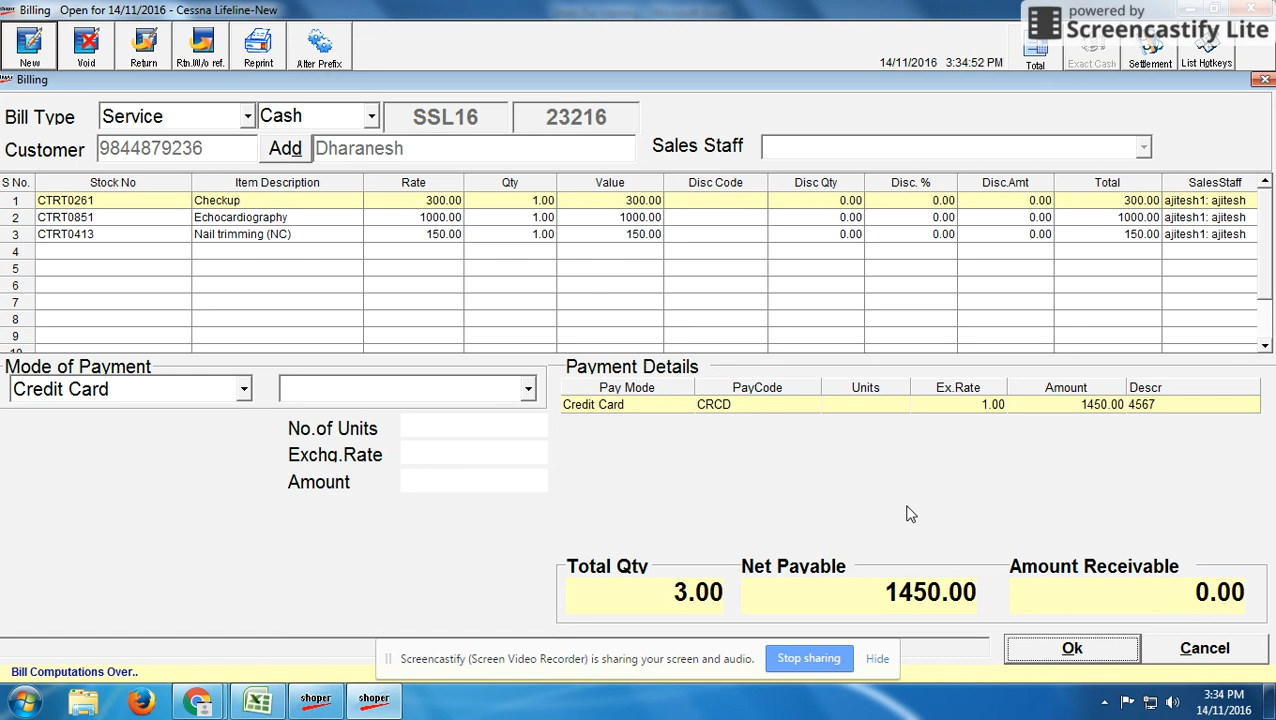 Billing Open for 14/11/2016 - Cessna Lifeline-New
powered by
Screencastify Lite
New Void Return Rtn.W/o ref. Reprint Alter Prefix 14/11/2016 3:34:52 PM Total Exact Cash Settlement List Hotkeys
Billing
Bill Type Service Cash SSL16 23216
Customer 9844879236 Add Dharanesh Sales Staff
S No. Stock No Item Description Rate Qty Value Disc Code Disc Qty Disc. % Disc.Amt Total SalesStaff
1 CTRT0261 Checkup 300.00 1.00 300.00 0.00 0.00 0.00 300.00 ajitesh1: ajitesh
2 CTRT0851 Echocardiography 1000.00 1.00 1000.00 0.00 0.00 0.00 1000.00 ajitesh1: ajitesh
3 CTRT0413 Nail trimming (NC) 150.00 1.00 150.00 0.00 0.00 0.00 150.00 ajitesh1: ajitesh
4
5
6
7
8
9
10
Mode of Payment Payment Details
Credit Card Pay Mode PayCode Units Ex.Rate Amount Descr
Credit Card CRCD 1.00 1450.00 4567
No.of Units
Exchg.Rate
Amount
Total Qty Net Payable Amount Receivable
3.00 1450.00 0.00
Ok Cancel
Screencastify (Screen Video Recorder) is sharing your screen and audio. Stop sharing Hide
Bill Computations Over..
shoper shoper 3:34 PM
14/11/2016